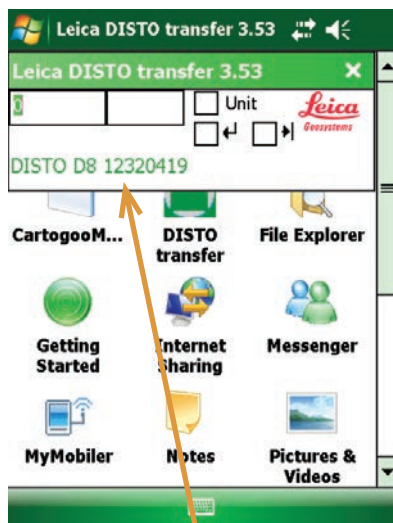 Leica DISTO transfer 3.53
Leica DISTO transfer 3.53
0
Unit
Leica
Geosystems
DISTO D8 12320419
CartogooM...
DISTO
transfer
File Explorer
Getting
Started
Internet
Sharing
Messenger
MyMobiler
Notes
Pictures &
Videos